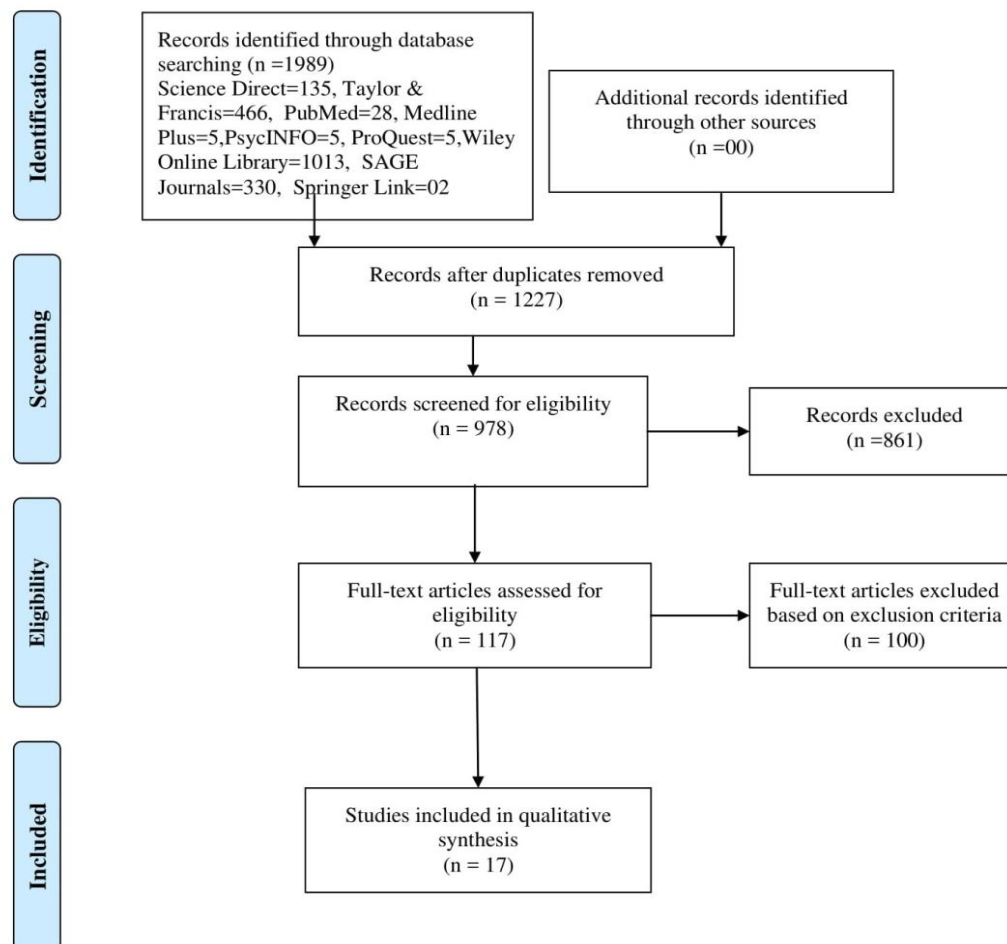 Identification
Records identified through database
searching (n =1989)
Science Direct=135, Taylor &
Francis=466, PubMed=28, Medline
Plus=5,PsycINFO=5, ProQuest=5,Wiley
Online Library=1013, SAGE
Journals=330, Springer Link=02
Additional records identified
through other sources
(n =00)
Screening
Records after duplicates removed
(n = 1227)
Records screened for eligibility
(n = 978)
Records excluded
(n =861)
Eligibility
Full-text articles assessed for
eligibility
(n = 117)
Full-text articles excluded
based on exclusion criteria
(n = 100)
Included
Studies included in qualitative
synthesis
(n = 17)